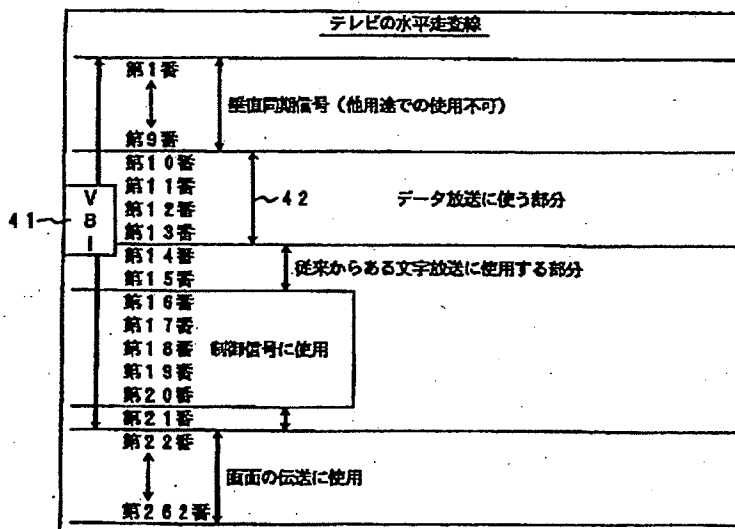 テレビの水平走査線
第1番
垂直同期信号（他用途での使用不可）
第9番
第10番
第11番
42
データ放送に使う部分
第12番
41
VBI
第13番
第14番
従来からある文字放送に使用する部分
第15番
第16番
第17番
第18番
制御信号に使用
第19番
第20番
第21番
第22番
画面の伝送に使用
第262番